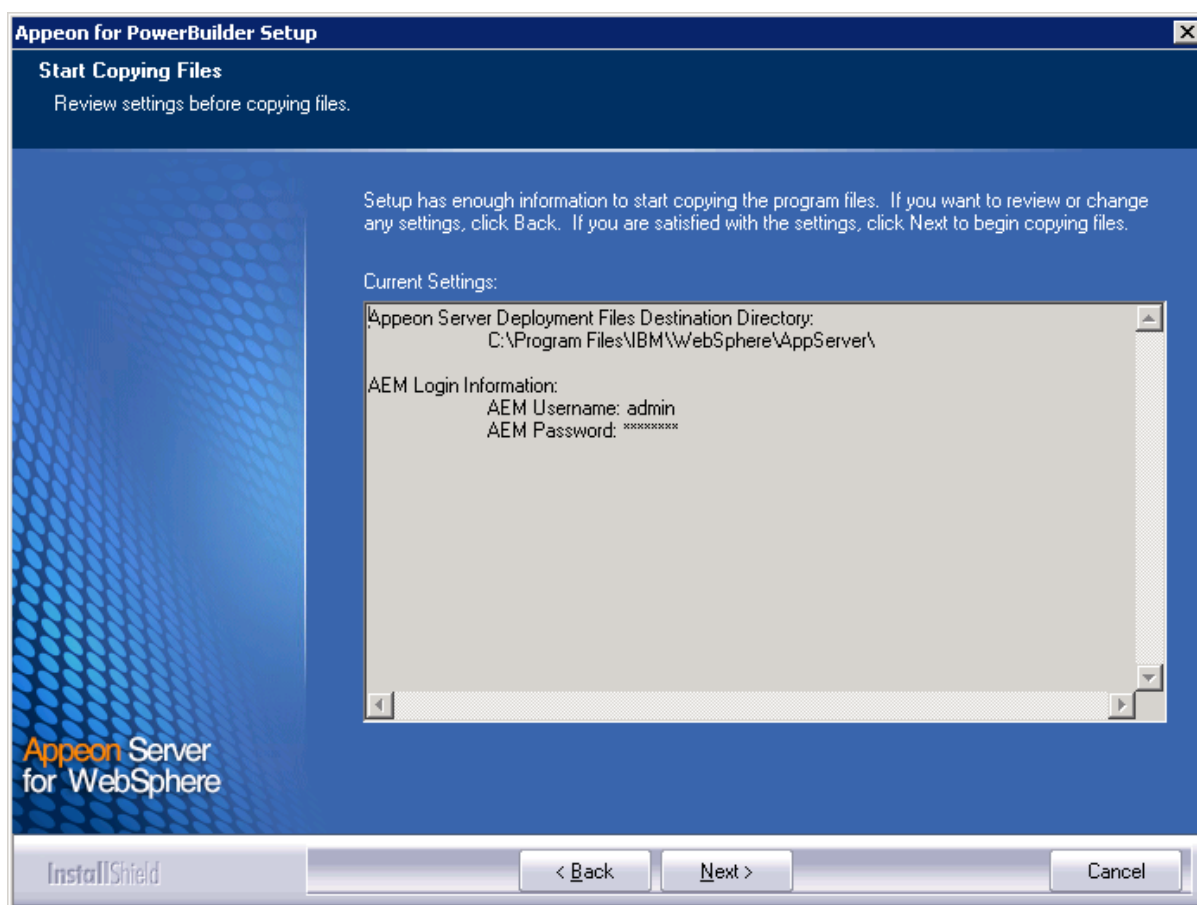 Appeon for PowerBuilder Setup
Start Copying Files
Review settings before copying files.
Setup has enough information to start copying the program files. If you want to review or change
any settings, click Back. If you are satisfied with the settings, click Next to begin copying files.
Current Settings:
Appeon Server Deployment Files Destination Directory:
C:\Program Files\IBM\WebSphere\AppServer\
AEM Login Information:
AEM Username: admin
AEM Password: ********
Appeon Server
for WebSphere
InstallShield
< Back
Next >
Cancel